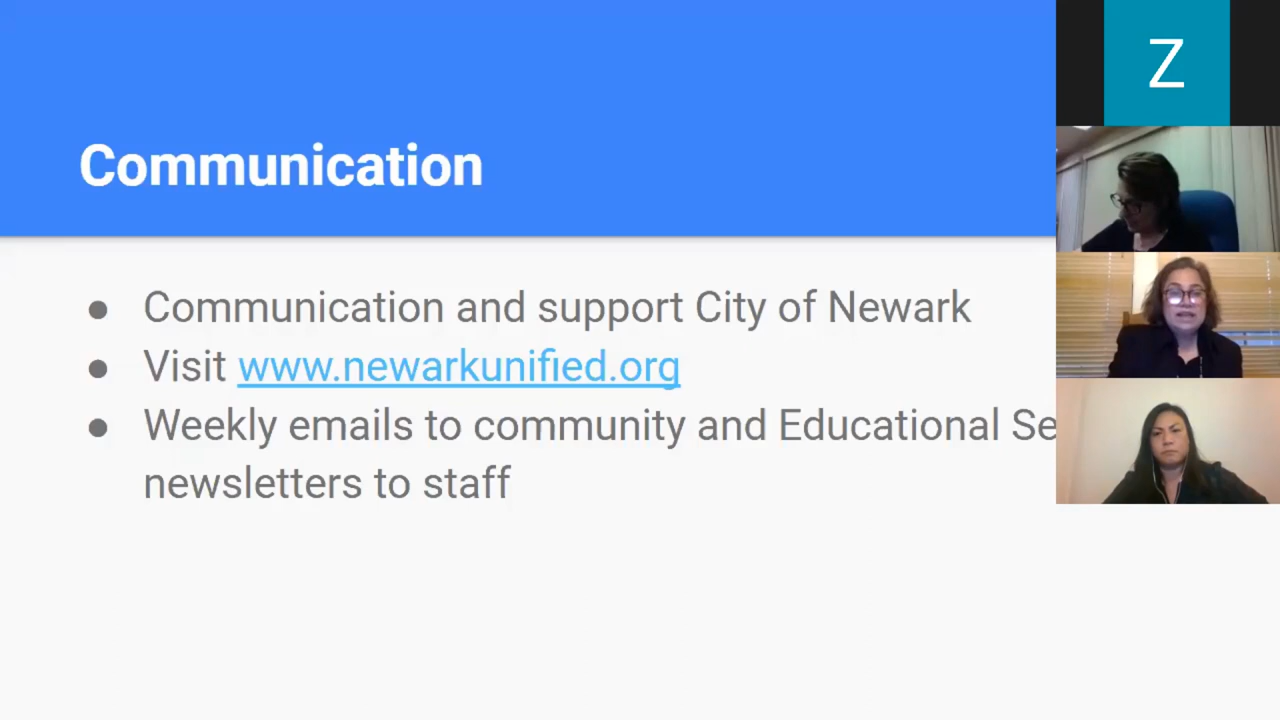 Communication
● Communication and support City of Newark
● Visit www.newarkunified.org
● Weekly emails to community and Educational Se
newsletters to staff
Z